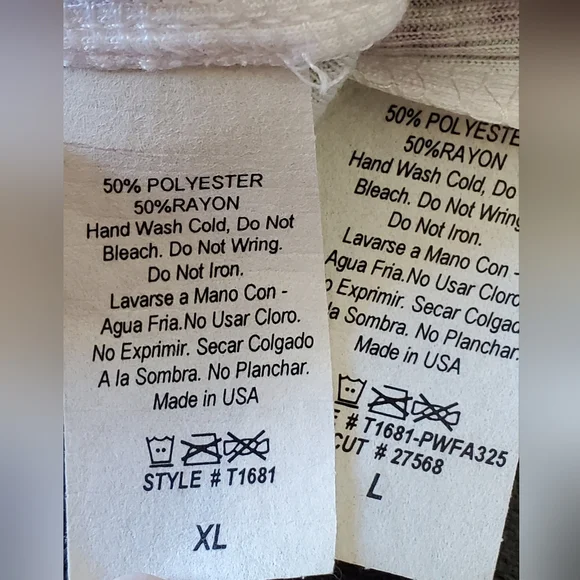 50% POLYESTER
50%RAYON
Hand Wash Cold, Do Not
Bleach. Do Not Wring.
Do Not Iron.
Lavarse a Mano Con -
Agua Fria.No Usar Cloro.
No Exprimir. Secar Colgado
A la Sombra. No Planchar.
Made in USA
STYLE # T1681
XL
50% POLYESTE
50%RAYON
Hand Wash Cold, Do
Bleach. Do Not Wring
Do Not Iron.
Lavarse a Mano Con -
Agua Fria.No Usar Cloro
o Exprimir. Secar Colgad
la Sombra. No Planchar.
Made in USA
E # T1681-PWFA325
CUT # 27568
L